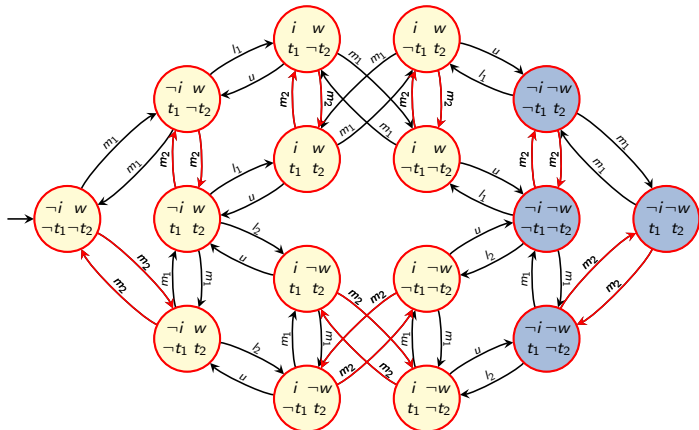 i w
t₁ ¬t₂
i ¬w
t₁ ¬t₂
¬i w
t₁ ¬t₂
¬i ¬w
¬t₁ t₂
i w
t₁ t₂
i ¬w
¬t₁ ¬t₂
¬i w
¬t₁ ¬t₂
¬i w
t₁ t₂
¬i ¬w
¬t₁ ¬t₂
¬i ¬w
t₁ t₂
i ¬w
t₁ t₂
i ¬w
¬t₁ ¬t₂
¬i w
¬t₁ t₂
¬i ¬w
t₁ ¬t₂
i ¬w
¬t₁ t₂
i ¬w
t₁ ¬t₂
l₁
u
m₁
m₁
u
l₁
m₂
m₂
m₂
m₂
m₁
m₁
m₁
m₁
m₁
m₁
m₂
m₂
l₁
u
u
l₁
m₂
m₂
m₂
m₂
l₂
u
u
l₂
m₂
m₂
m₁
m₁
m₁
m₁
m₂
m₂
m₂
m₂
m₁
m₁
m₁
m₁
l₂
u
m₂
m₂
u
l₂